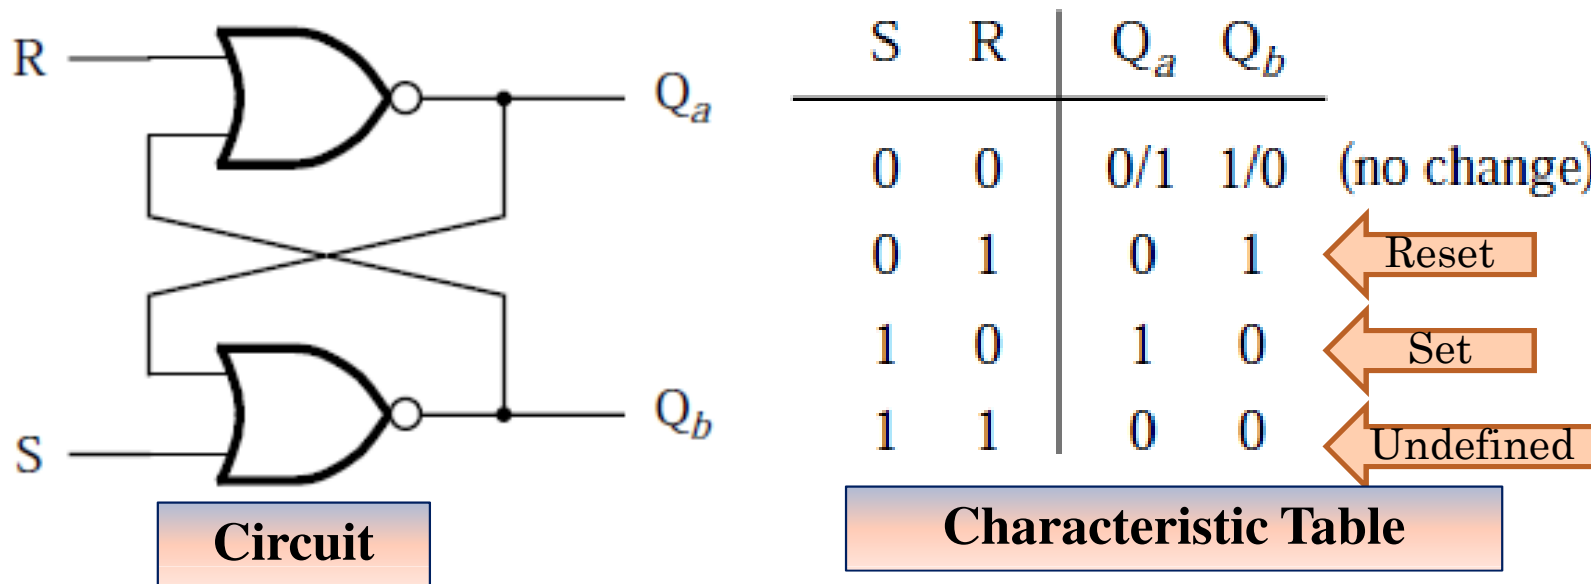 R
Qa
S
Qb
Circuit
S R Qa Qb
0 0 0/1 1/0 (no change)
0 1 0 1 Reset
1 0 1 0 Set
1 1 0 0 Undefined
Characteristic Table